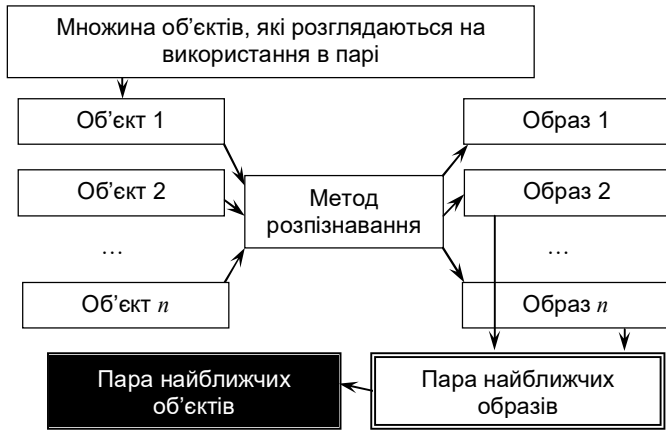 Множина об’єктів, які розглядаються на
використання в парі
Об’єкт 1
Образ 1
Об’єкт 2
Метод
розпізнавання
Образ 2
…
…
Об’єкт n
Образ n
Пара найближчих
об’єктів
Пара найближчих
образів